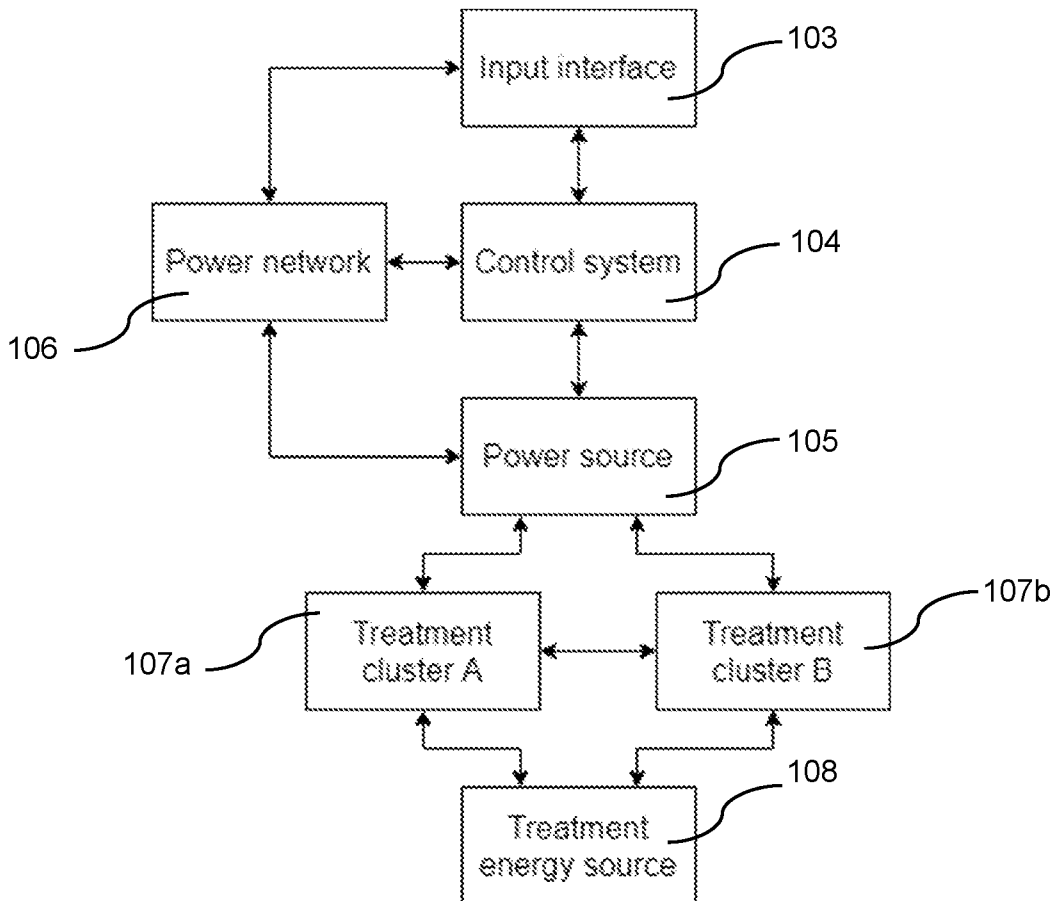 103
Input interface
Power network
Control system
104
106
Power source
105
107a
Treatment
cluster A
Treatment
cluster B
107b
108
Treatment
energy source